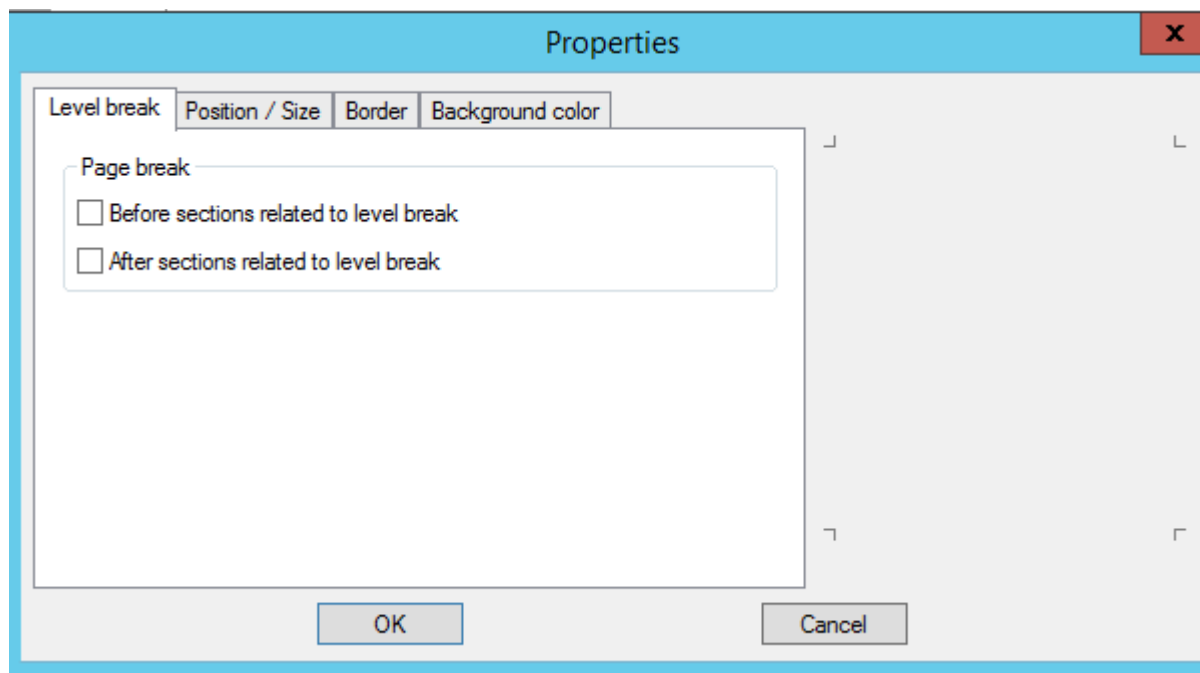 Properties
x
Level break Position / Size Border Background color
Page break
Before sections related to level break
After sections related to level break
OK Cancel